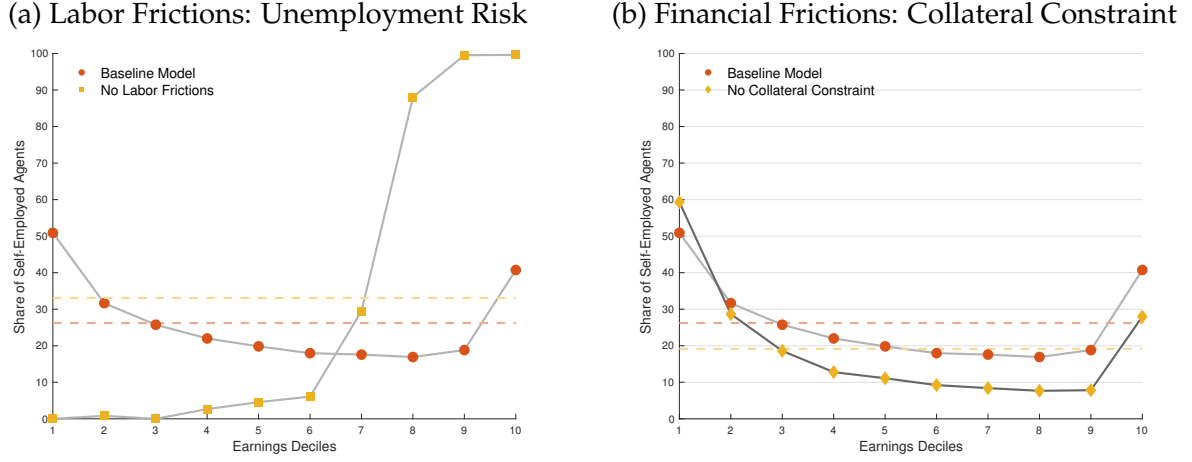 (a) Labor Frictions: Unemployment Risk
100
90
80
70
60
50
40
30
20
10
0
Share of Self-Employed Agents
Baseline Model
No Labor Frictions
1 2 3 4 5 6 7 8 9 10
Earnings Deciles
(b) Financial Frictions: Collateral Constraint
100
90
80
70
60
50
40
30
20
10
0
Share of Self-Employed Agents
Baseline Model
No Collateral Constraint
1 2 3 4 5 6 7 8 9 10
Earnings Deciles